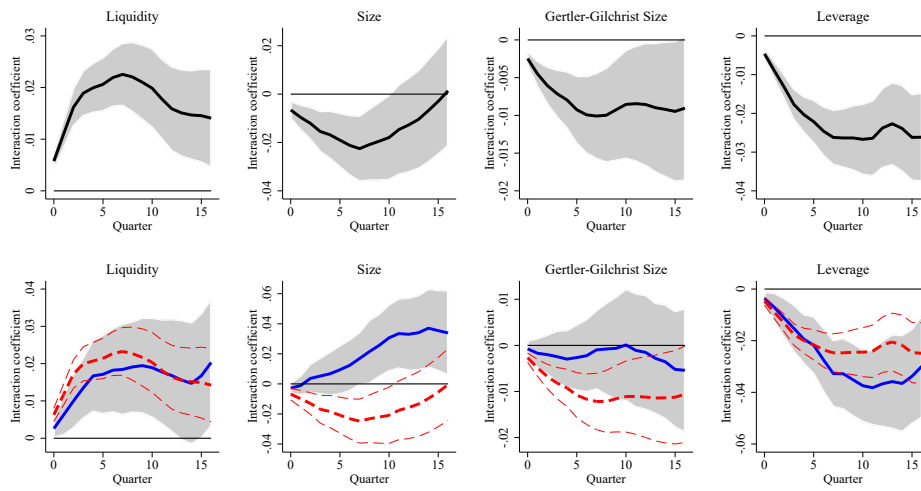 Liquidity
Interaction coefficient
0 .01 .02 .03
0 5 10 15
Quarter
Size
Interaction coefficient
-.04 -.02 0 .02
0 5 10 15
Quarter
Gertler-Gilchrist Size
Interaction coefficient
-.02 -.015 -.01 -.005 0
0 5 10 15
Quarter
Leverage
Interaction coefficient
-.04 -.03 -.02 -.01 0
0 5 10 15
Quarter
Liquidity
Interaction coefficient
0 .01 .02 .03 .04
0 5 10 15
Quarter
Size
Interaction coefficient
-.04 -.02 0 .02 .04 .06
0 5 10 15
Quarter
Gertler-Gilchrist Size
Interaction coefficient
-.02 -.01 0 .01
0 5 10 15
Quarter
Leverage
Interaction coefficient
-.06 -.04 -.02 0
0 5 10 15
Quarter